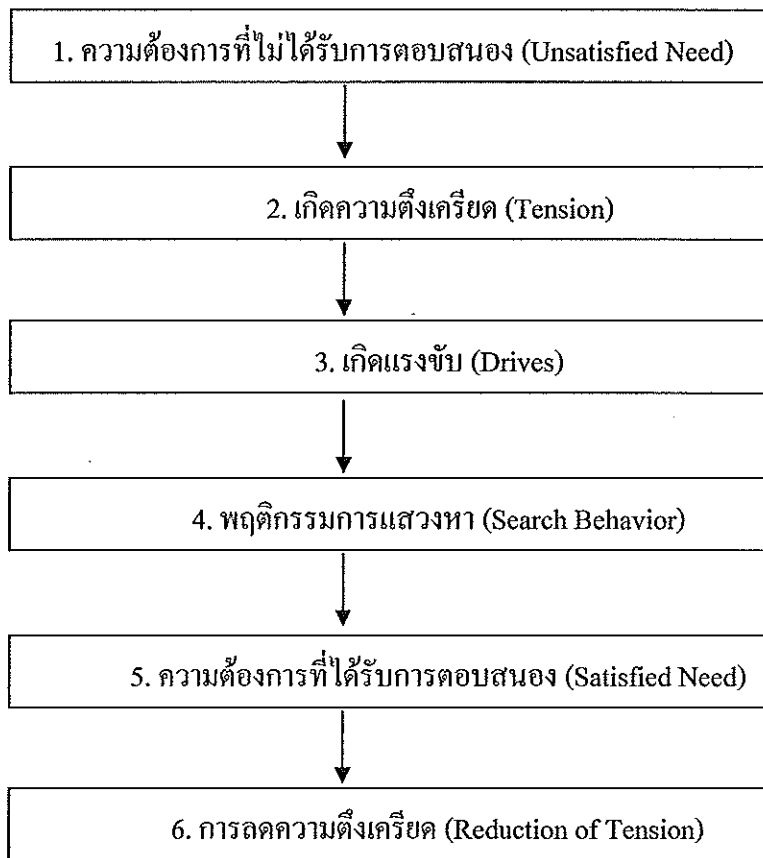 1. ความต้องการที่ไม่ได้รับการตอบสนอง (Unsatisfied Need)
2. เกิดความตึงเครียด (Tension)
3. เกิดแรงขับ (Drives)
4. พฤติกรรมการแสวงหา (Search Behavior)
5. ความต้องการที่ได้รับการตอบสนอง (Satisfied Need)
6. การลดความตึงเครียด (Reduction of Tension)